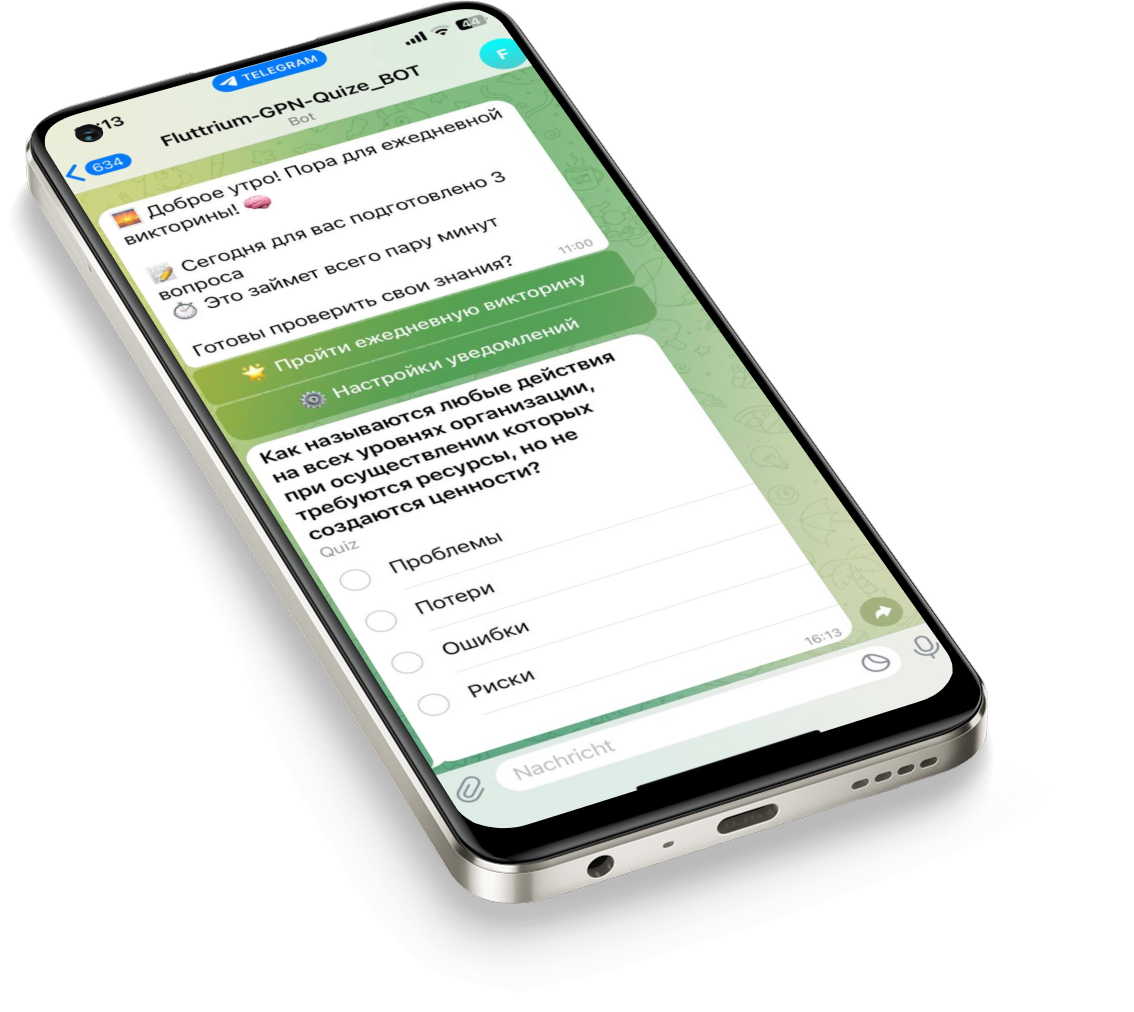 :13
44
TELEGRAM
Fluttrium-GPN-Quize_BOT
Bot
F
634
Доброе утро! Пора для ежедневной
викторины!
Сегодня для вас подготовлено 3
вопроса
Это займет всего пару минут
Готовы проверить свои знания?
11:00
Пройти ежедневную викторину
Настройки уведомлений
Как называются любые действия
на всех уровнях организации,
при осуществлении которых
требуются ресурсы, но не
создаются ценности?
Quiz
Проблемы
Потери
Ошибки
Риски
16:13
Nachricht